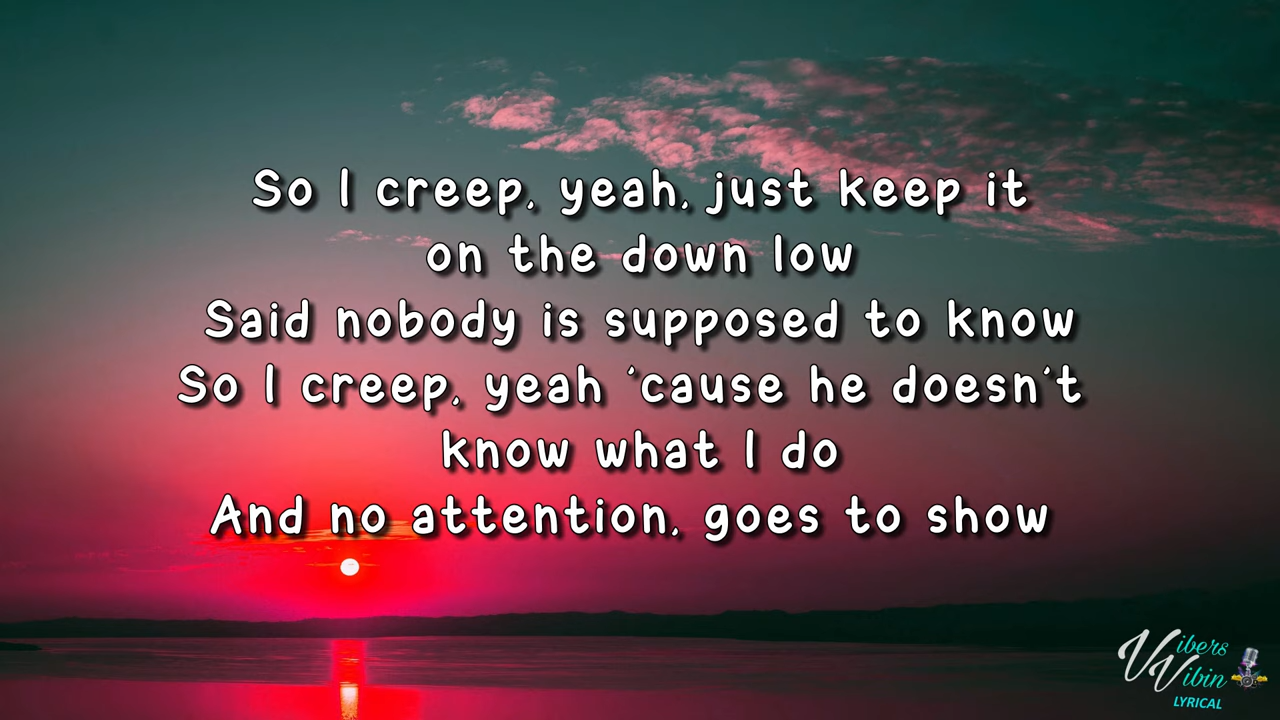 So I creep, yeah, just keep it
on the down low
Said nobody is supposed to know
So I creep, yeah 'cause he doesn't
know what I do
And no attention, goes to show
Vibers
Vibin
LYRICAL